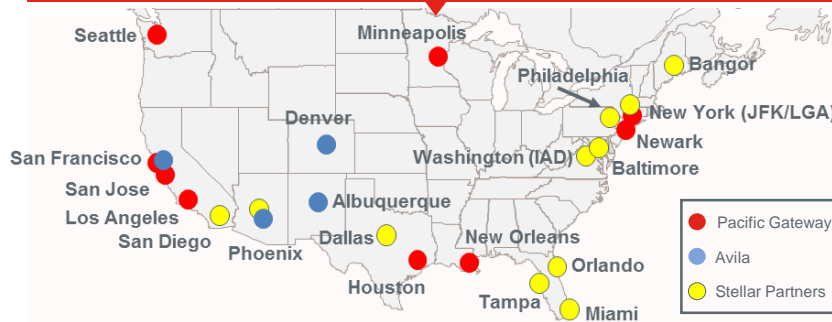 Seattle
Minneapolis
Bangor
Philadelphia
New York (JFK/LGA)
Denver
Newark
San Francisco
Washington (IAD)
Baltimore
San Jose
Albuquerque
Los Angeles
San Diego
Phoenix
Dallas
New Orleans
Orlando
Houston
Tampa
Miami
Pacific Gateway
Avila
Stellar Partners